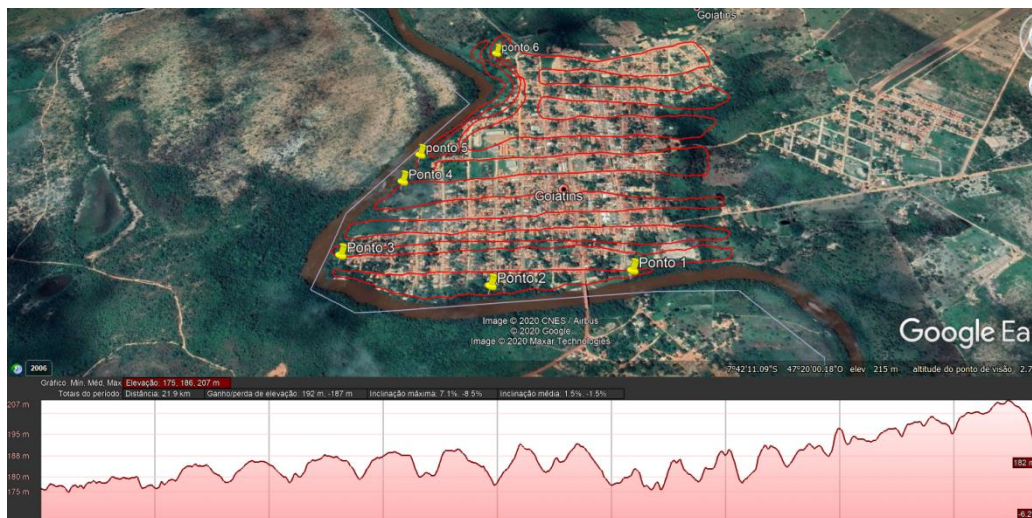 Goiatins
ponto 6
ponto 5
Ponto 4
Goiatins
Ponto 3
Ponto 1
Ponto 2
Image © 2020 CNES / Airbus
© 2020 Google
Image © 2020 Maxar Technologies
Google Ea
2006
7°42'11.09"S 47°20'00.18"O elev 215 m altitude do ponto de visão 2.7
Gráfico: Mín, Méd, Max Elevação: 175, 186, 207 m
Totais do período: Distância: 21.9 km Ganho/perda de elevação: 192 m, -187 m Inclinação máxima: 7.1%, -8.5% Inclinação média: 1.5%, -1.5%
207 m
195 m
188 m
180 m
175 m
182 m